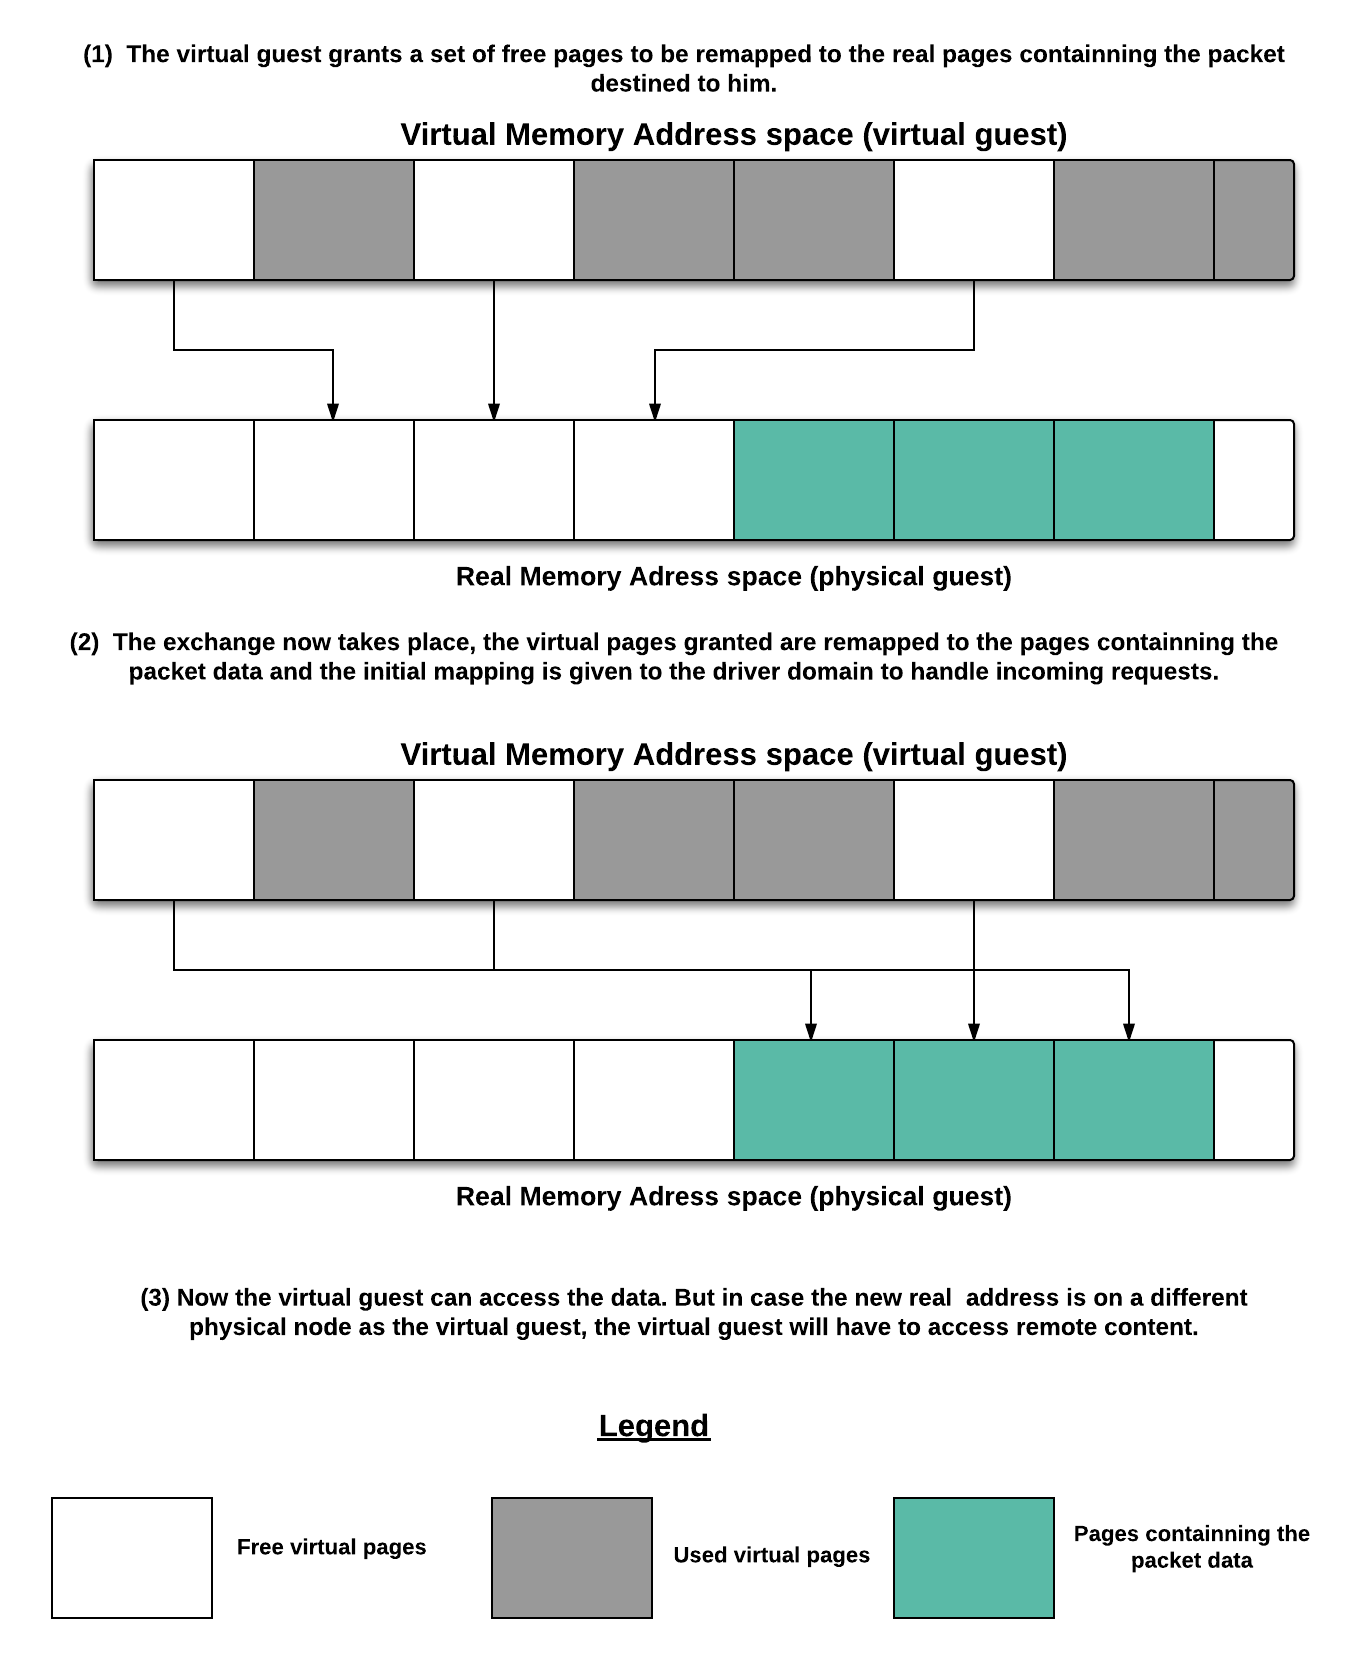 (1) The virtual guest grants a set of free pages to be remapped to the real pages containning the packet
destined to him.
Virtual Memory Address space (virtual guest)
Real Memory Adress space (physical guest)
(2) The exchange now takes place, the virtual pages granted are remapped to the pages containning the
packet data and the initial mapping is given to the driver domain to handle incoming requests.
Virtual Memory Address space (virtual guest)
Real Memory Adress space (physical guest)
(3) Now the virtual guest can access the data. But in case the new real address is on a different
physical node as the virtual guest, the virtual guest will have to access remote content.
Legend
Free virtual pages
Used virtual pages
Pages containning the
packet data